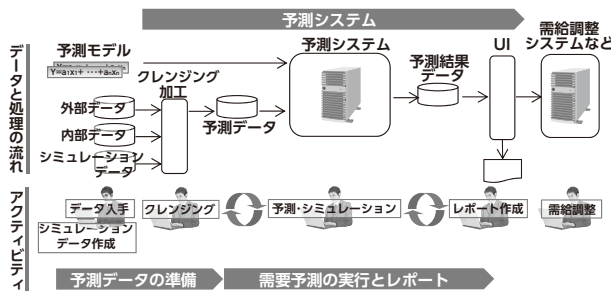 予測システム
データと処理の流れ
予測モデル
Y=a1x1+ …+anxn
外部データ
内部データ
シミュレーション
データ
クレンジング
加工
予測データ
予測システム
予測結果
データ
UI
需給調整
システムなど
アクティビティ
データ入手
シミュレーション
データ作成
クレンジング
予測・シミュレーション
レポート作成
需給調整
予測データの準備
需要予測の実行とレポート